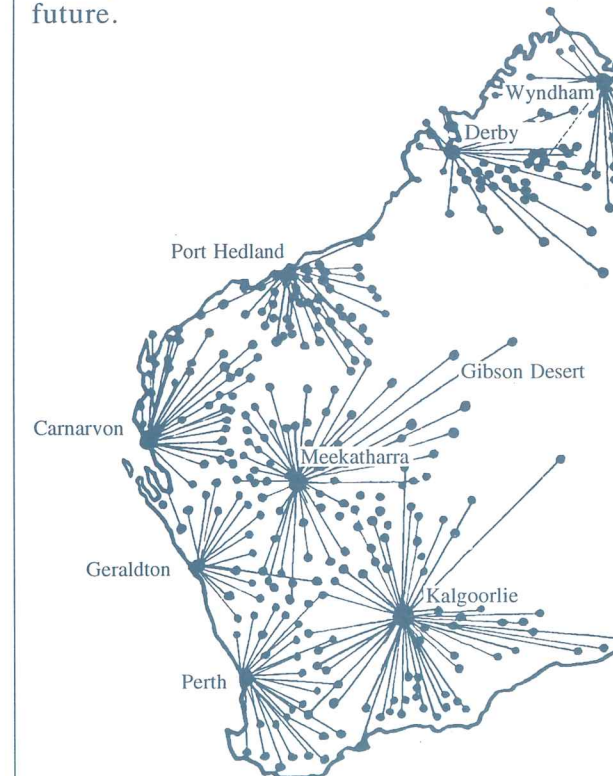 future.
Wyndham
Derby
Port Hedland
Gibson Desert
Carnarvon
Meekatharra
Geraldton
Kalgoorlie
Perth